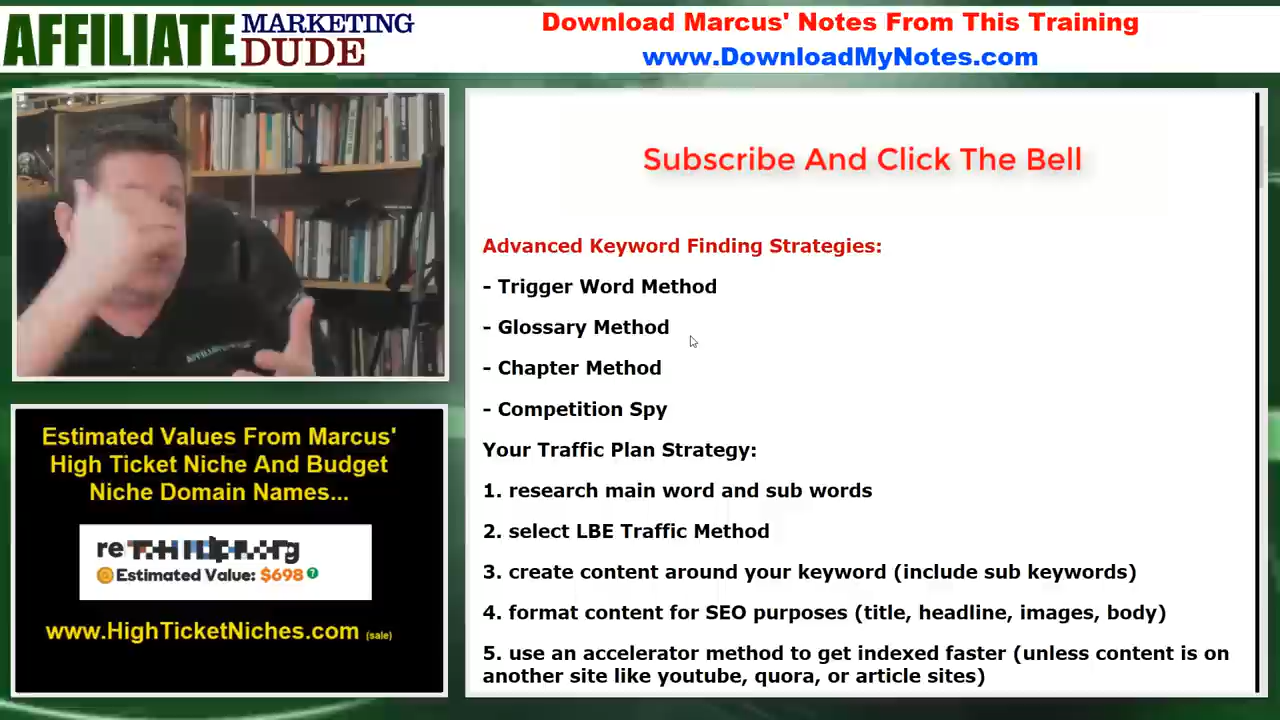 AFFILIATE MARKETING DUDE
Download Marcus' Notes From This Training
www.DownloadMyNotes.com
Subscribe And Click The Bell
Advanced Keyword Finding Strategies:
- Trigger Word Method
- Glossary Method
- Chapter Method
- Competition Spy
Your Traffic Plan Strategy:
1. research main word and sub words
2. select LBE Traffic Method
3. create content around your keyword (include sub keywords)
4. format content for SEO purposes (title, headline, images, body)
5. use an accelerator method to get indexed faster (unless content is on
another site like youtube, quora, or article sites)
Estimated Values From Marcus'
High Ticket Niche And Budget
Niche Domain Names...
Estimated Value: $698 ?
www.HighTicketNiches.com (sale)